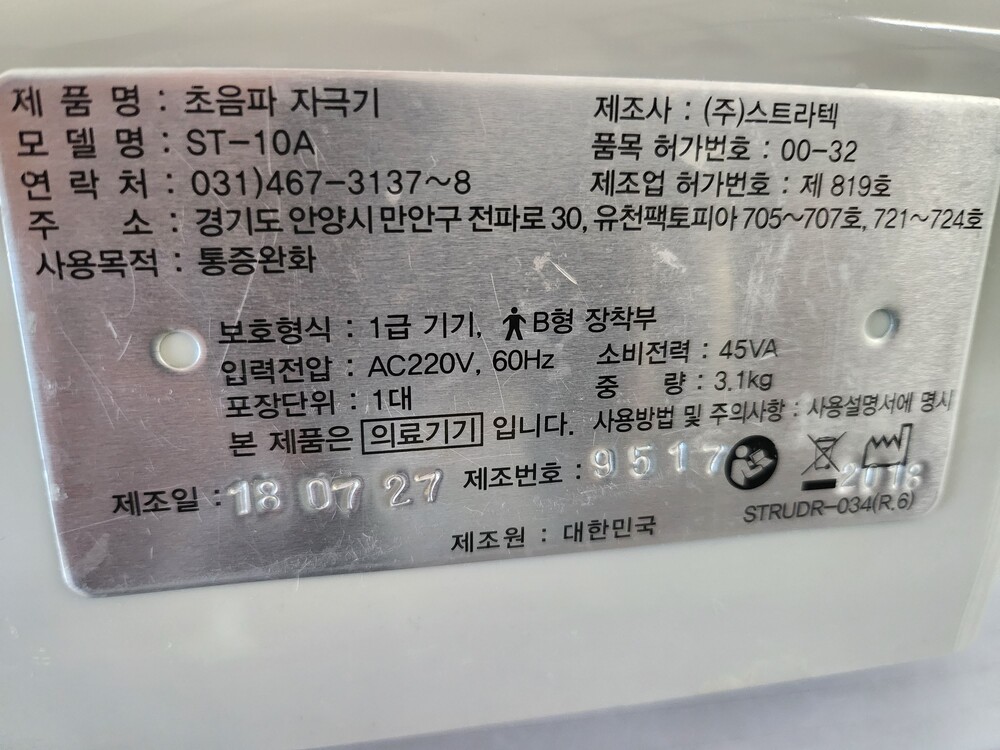 제 품 명 : 초음파 자극기
제조사 : (주)스트라텍
모 델 명 : ST-10A
품목 허가번호 : 00-32
연 락 처 : 031)467-3137~8
제조업 허가번호 : 제 819호
주 소 : 경기도 안양시 만안구 전파로 30, 유천팩토피아 705~707호, 721~724호
사용목적 : 통증완화
보호형식 : 1급 기기, B형 장착부
입력전압 : AC220V, 60Hz
소비전력 : 45VA
포장단위 : 1대
중 량 : 3.1kg
본 제품은 의료기기 입니다.
사용방법 및 주의사항 : 사용설명서에 명시
제조일 : 18 07 27
제조번호 : 9517
2018
STRUDR-034(R.6)
제조원 : 대한민국